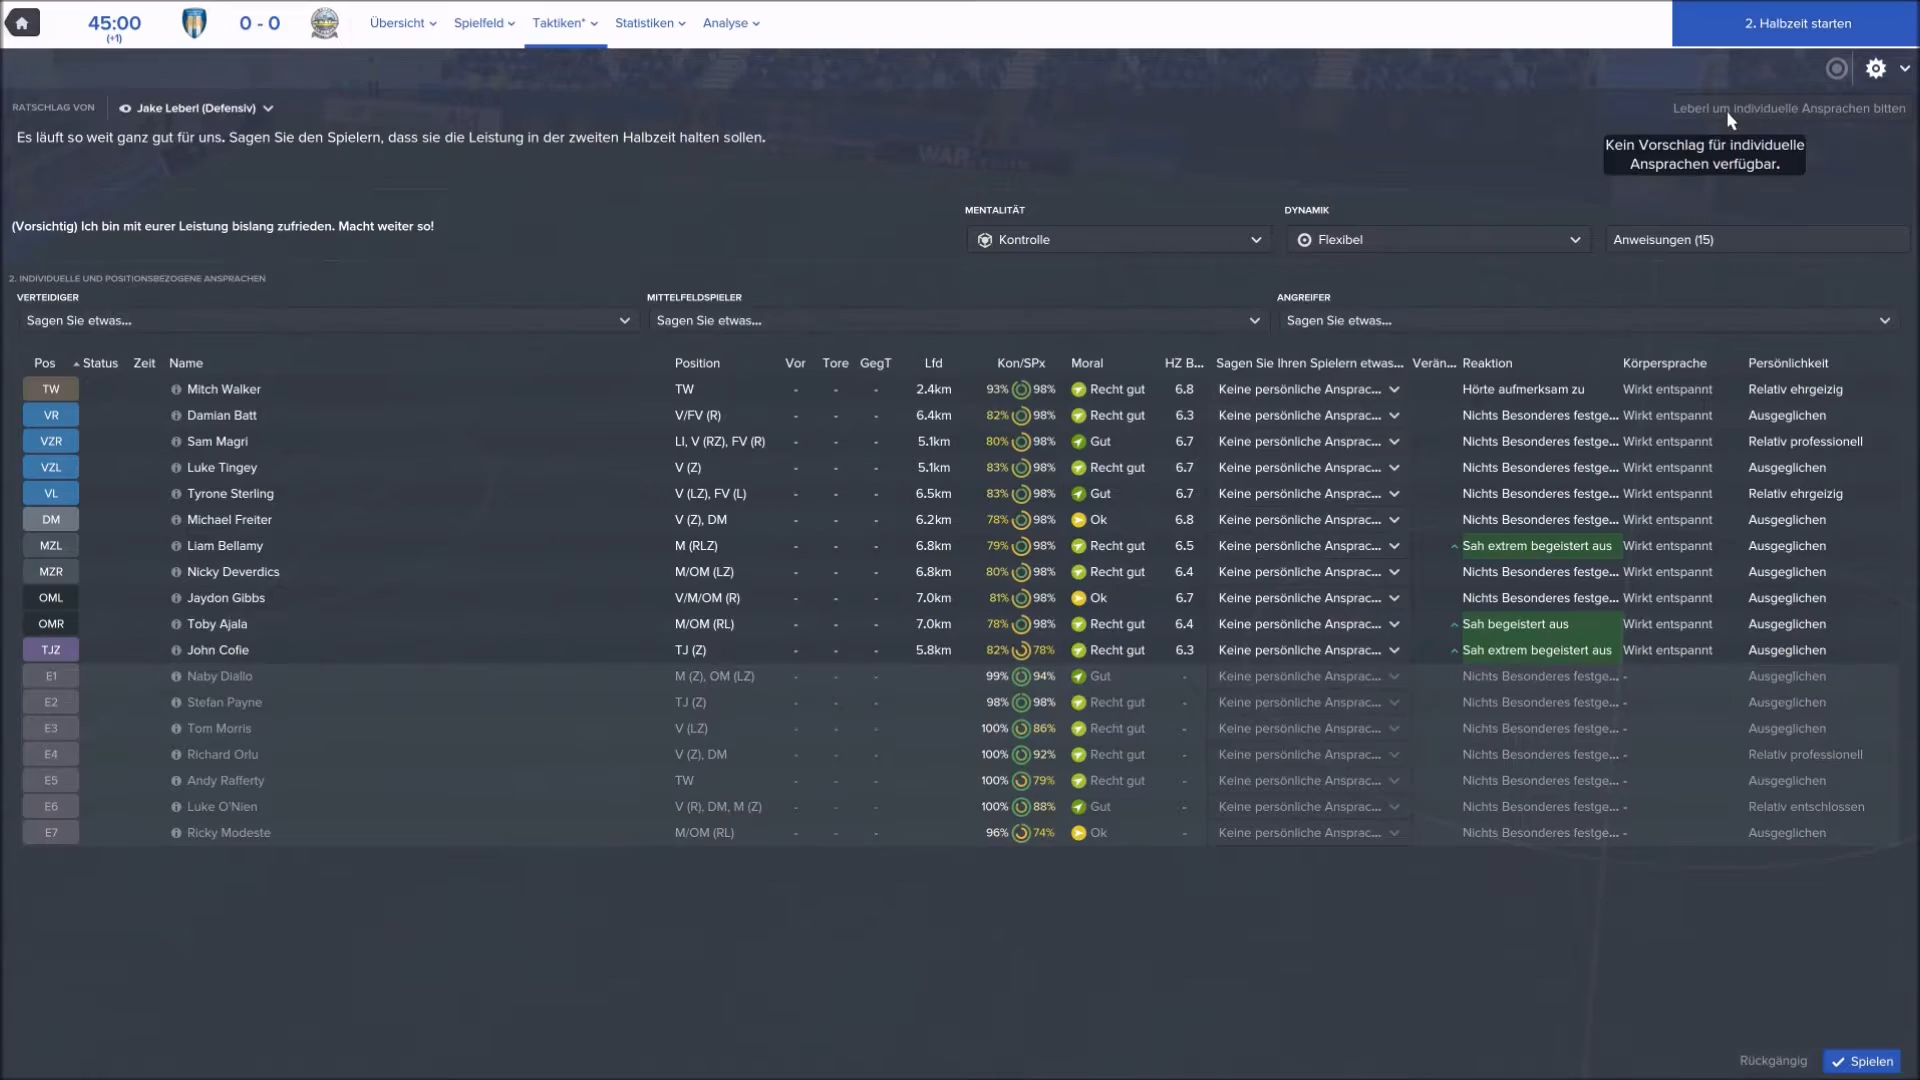 45:00
(+1)
0 - 0
Übersicht
Spielfeld
Taktiken*
Statistiken
Analyse
2. Halbzeit starten
RATSCHLAG VON
Jake Leberl (Defensiv)
Leberl um individuelle Ansprachen bitten
Es läuft so weit ganz gut für uns. Sagen Sie den Spielern, dass sie die Leistung in der zweiten Halbzeit halten sollen.
Kein Vorschlag für individuelle
Ansprachen verfügbar.
(Vorsichtig) Ich bin mit eurer Leistung bislang zufrieden. Macht weiter so!
MENTALITÄT
DYNAMIK
Kontrolle
Flexibel
Anweisungen (15)
2. INDIVIDUELLE UND POSITIONSBEZOGENE ANSPRACHEN
VERTEIDIGER
MITTELFELDSPIELER
ANGREIFER
Sagen Sie etwas...
Sagen Sie etwas...
Sagen Sie etwas...
Pos Status Zeit Name Position Vor Tore GegT Lfd Kon/SPx Moral HZ B... Sagen Sie Ihren Spielern etwas... Verän... Reaktion Körpersprache Persönlichkeit
TW Mitch Walker TW - - - 2.4km 93% 98% Recht gut 6.8 Keine persönliche Ansprac... Hörte aufmerksam zu Wirkt entspannt Relativ ehrgeizig
VR Damian Batt V/FV (R) - - - 6.4km 82% 98% Recht gut 6.3 Keine persönliche Ansprac... Nichts Besonderes festge... Wirkt entspannt Ausgeglichen
VZR Sam Magri LI, V (RZ), FV (R) - - - 5.1km 80% 98% Gut 6.7 Keine persönliche Ansprac... Nichts Besonderes festge... Wirkt entspannt Relativ professionell
VZL Luke Tingey V (Z) - - - 5.1km 83% 98% Recht gut 6.7 Keine persönliche Ansprac... Nichts Besonderes festge... Wirkt entspannt Ausgeglichen
VL Tyrone Sterling V (LZ), FV (L) - - - 6.5km 83% 98% Gut 6.7 Keine persönliche Ansprac... Nichts Besonderes festge... Wirkt entspannt Relativ ehrgeizig
DM Michael Freiter V (Z), DM - - - 6.2km 78% 98% Ok 6.8 Keine persönliche Ansprac... Nichts Besonderes festge... Wirkt entspannt Ausgeglichen
MZL Liam Bellamy M (RLZ) - - - 6.8km 79% 98% Recht gut 6.5 Keine persönliche Ansprac... Sah extrem begeistert aus Wirkt entspannt Ausgeglichen
MZR Nicky Deverdics M/OM (LZ) - - - 6.8km 80% 98% Recht gut 6.4 Keine persönliche Ansprac... Nichts Besonderes festge... Wirkt entspannt Ausgeglichen
OML Jaydon Gibbs V/M/OM (R) - - - 7.0km 81% 98% Ok 6.7 Keine persönliche Ansprac... Nichts Besonderes festge... Wirkt entspannt Ausgeglichen
OMR Toby Ajala M/OM (RL) - - - 7.0km 78% 98% Recht gut 6.4 Keine persönliche Ansprac... Sah begeistert aus Wirkt entspannt Ausgeglichen
TJZ John Cofie TJ (Z) - - - 5.8km 82% 78% Recht gut 6.3 Keine persönliche Ansprac... Sah extrem begeistert aus Wirkt entspannt Ausgeglichen
E1 Naby Diallo M (Z), OM (LZ) - - - 99% 94% Gut - Keine persönliche Ansprac... Nichts Besonderes festge... - Ausgeglichen
E2 Stefan Payne TJ (Z) - - - 98% 98% Recht gut - Keine persönliche Ansprac... Nichts Besonderes festge... - Ausgeglichen
E3 Tom Morris V (LZ) - - - 100% 86% Recht gut - Keine persönliche Ansprac... Nichts Besonderes festge... - Ausgeglichen
E4 Richard Orlu V (Z), DM - - - 100% 92% Recht gut - Keine persönliche Ansprac... Nichts Besonderes festge... - Relativ professionell
E5 Andy Rafferty TW - - - 100% 79% Recht gut - Keine persönliche Ansprac... Nichts Besonderes festge... - Ausgeglichen
E6 Luke O'Nien V (R), DM, M (Z) - - - 100% 88% Gut - Keine persönliche Ansprac... Nichts Besonderes festge... - Relativ entschlossen
E7 Ricky Modeste M/OM (RL) - - - 96% 74% Ok - Keine persönliche Ansprac... Nichts Besonderes festge... - Ausgeglichen
Rückgängig
Spielen